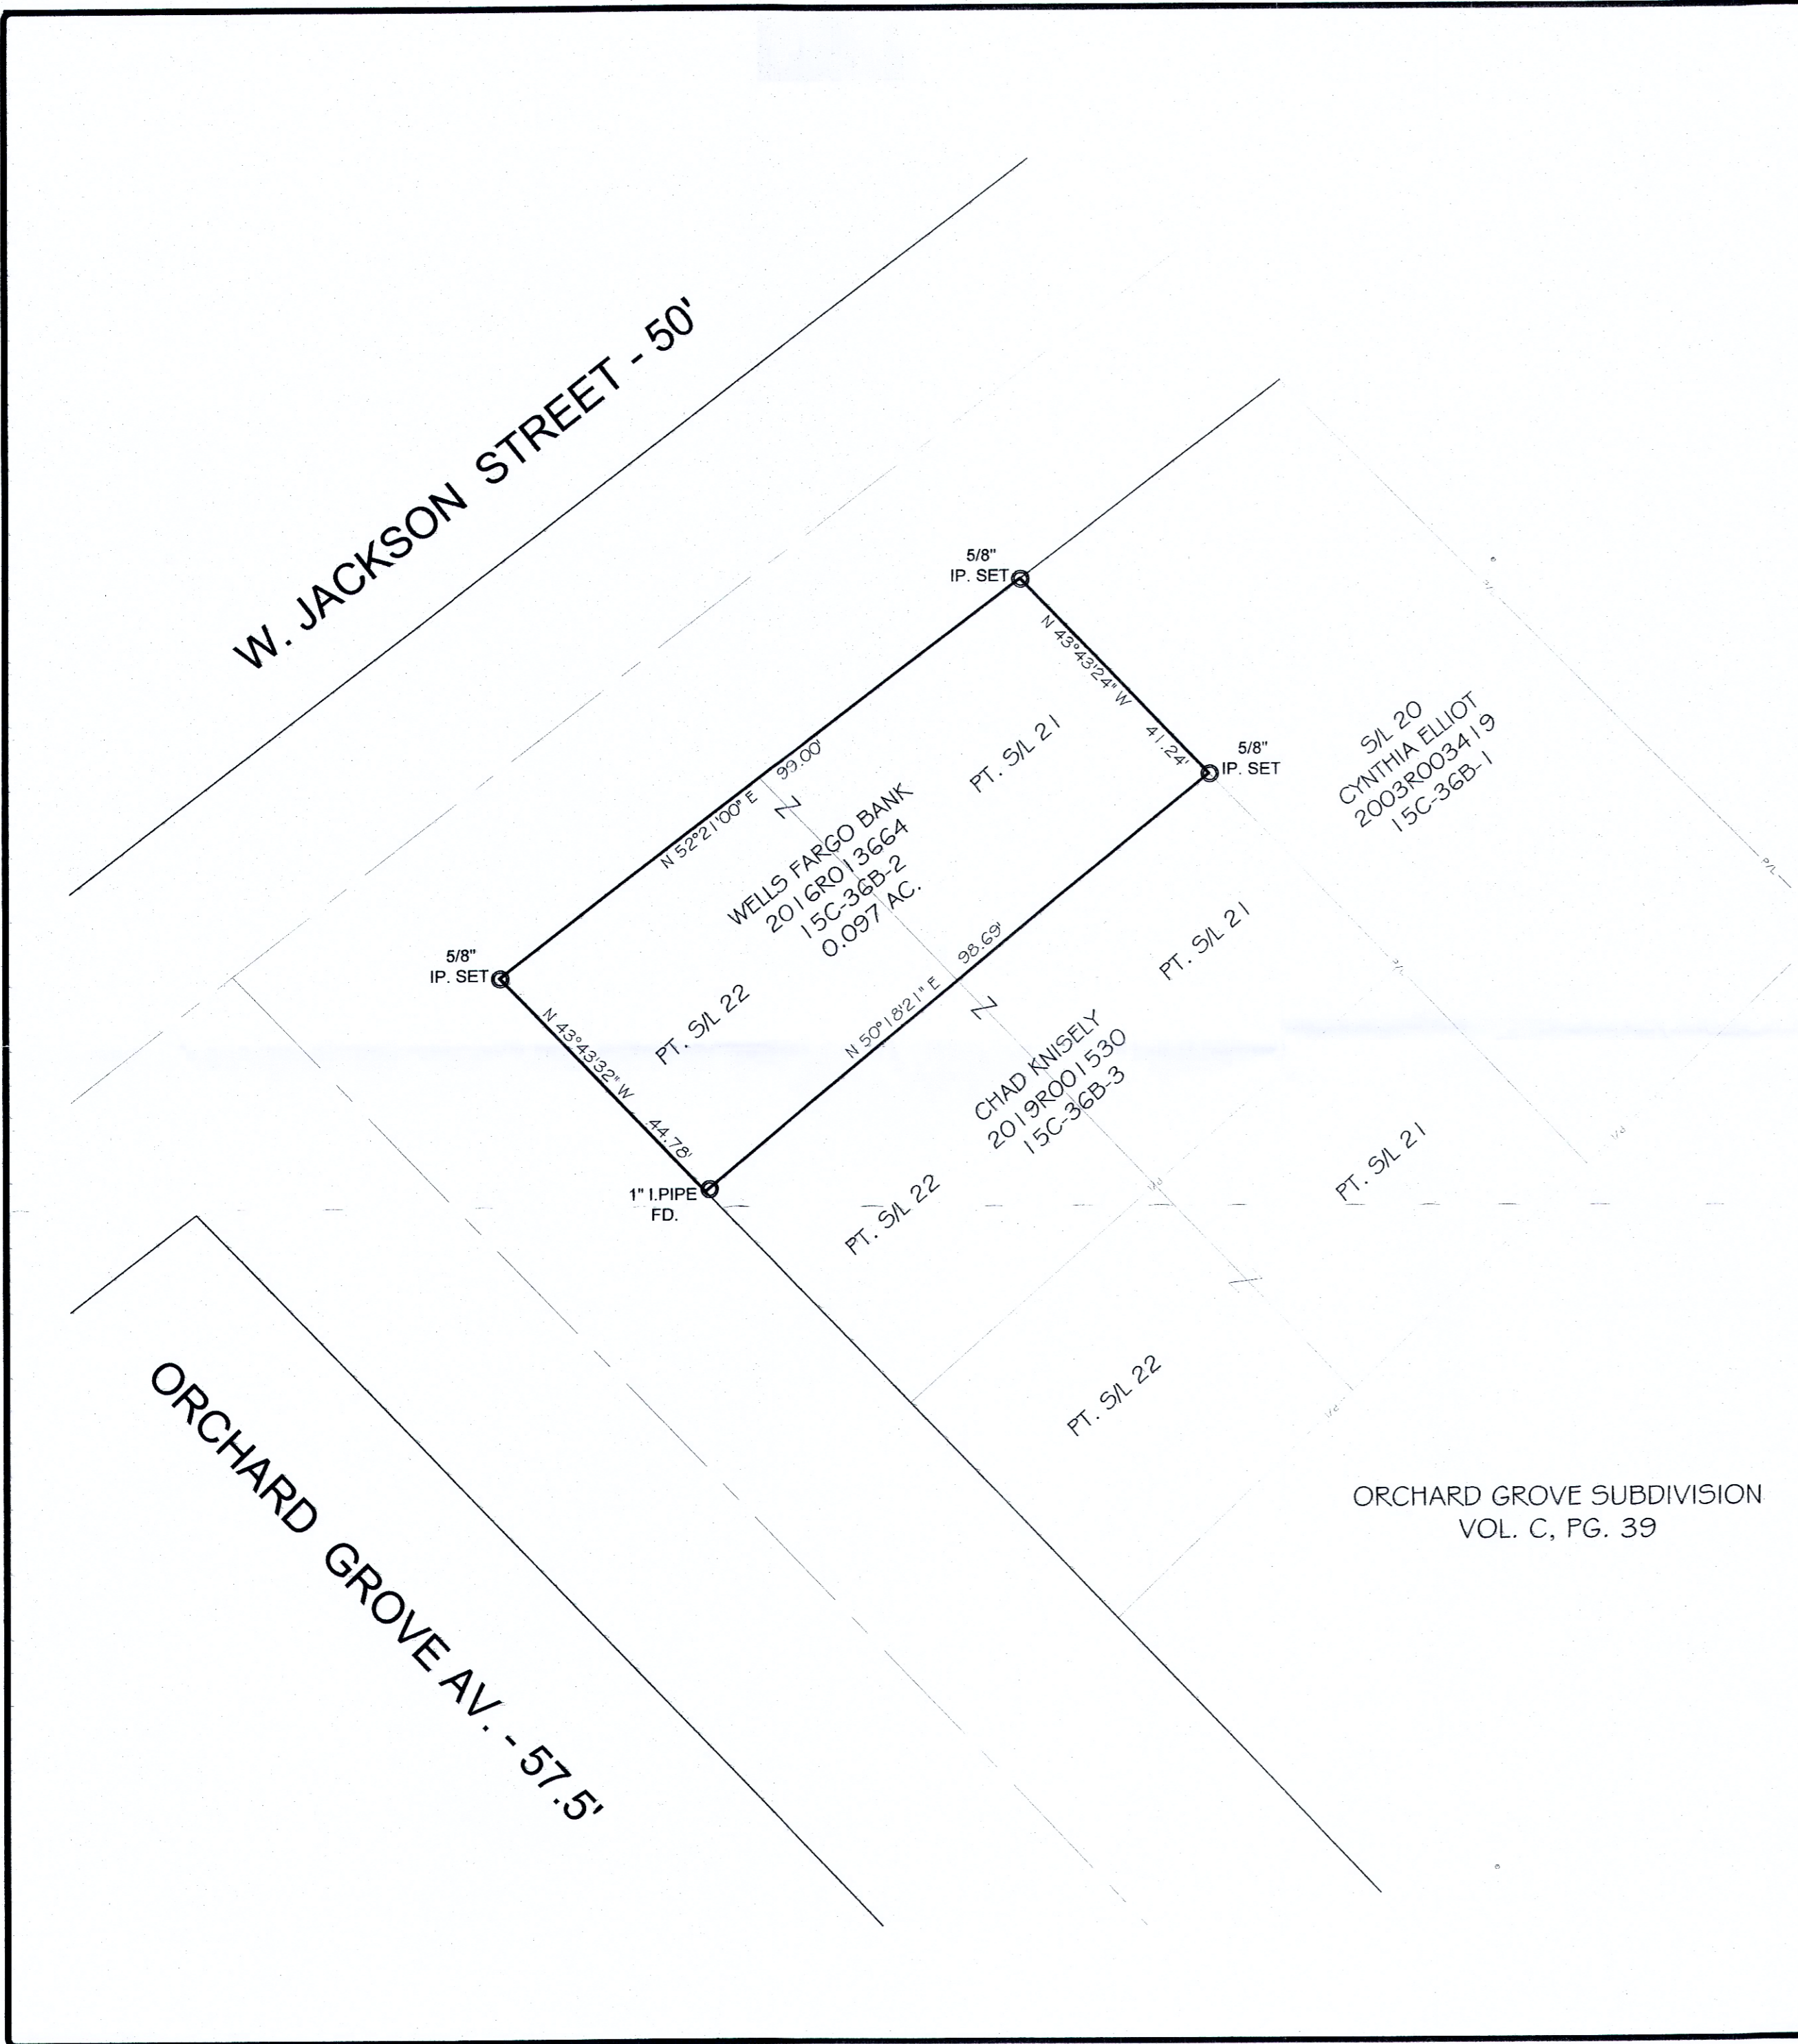 W. JACKSON STREET - 50'
5/8"
IP. SET
N 43°43'24" W
41.24'
5/8"
IP. SET
S/L 20
CYNTHIA ELLIOT
2003R003419
15C-36B-1
P/L
PT. S/L 21
99.00'
N 52°21'00" E
Z
WELLS FARGO BANK
2016R013664
15C-36B-2
0.097 AC.
5/8"
IP. SET
PT. S/L 22
N 43°43'32" W
44.78'
98.69'
N 50°18'21" E
Z
PT. S/L 21
P/L
CHAD KNISELY
2019R001530
15C-36B-3
1" I.PIPE
FD.
PT. S/L 22
PT. S/L 21
Z
PT. S/L 22
ORCHARD GROVE AV. - 57.5'
ORCHARD GROVE SUBDIVISION
VOL. C, PG. 39